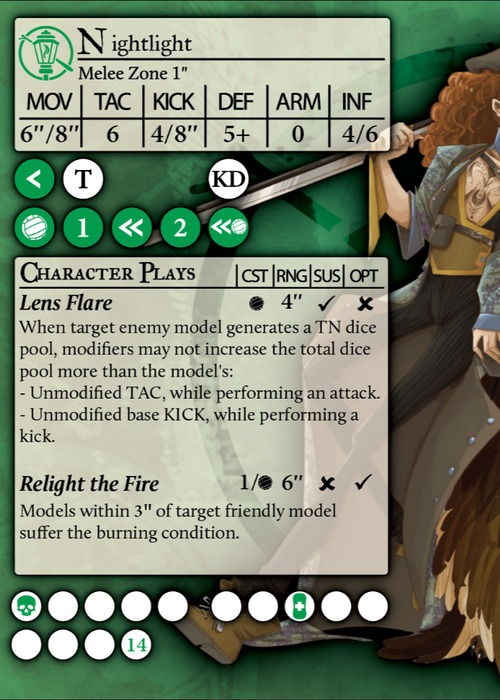 Nightlight
Melee Zone 1"
MOV TAC KICK DEF ARM INF
6"/8" 6 4/8" 5+ 0 4/6
< T KD
1 << 2 <<
CHARACTER PLAYS CST RNG SUS OPT
Lens Flare 4" ✓ ✗
When target enemy model generates a TN dice
pool, modifiers may not increase the total dice
pool more than the model's:
- Unmodified TAC, while performing an attack.
- Unmodified base KICK, while performing a
kick.
Relight the Fire 1/ 6" ✗ ✓
Models within 3" of target friendly model
suffer the burning condition.
14